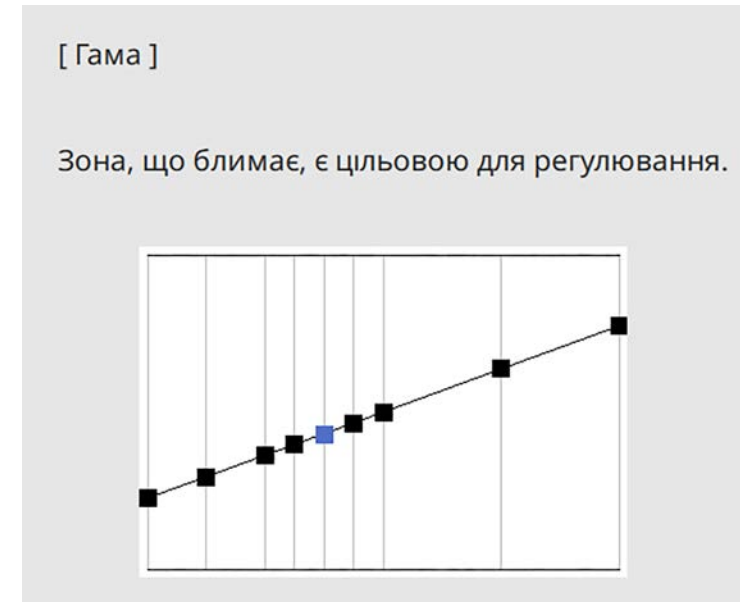 [ Гама ]
Зона, що блимає, є цільовою для регулювання.